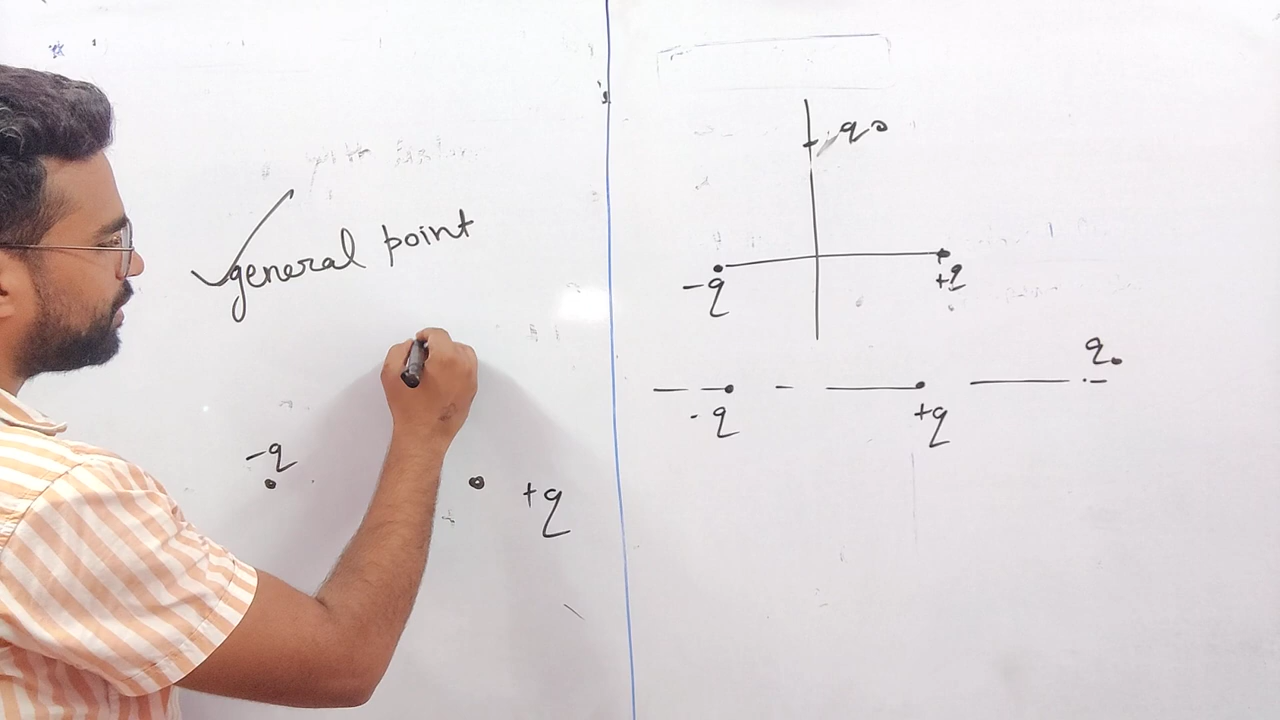 general point
-q
+q
q0
-q
+q
q0
-q
+q